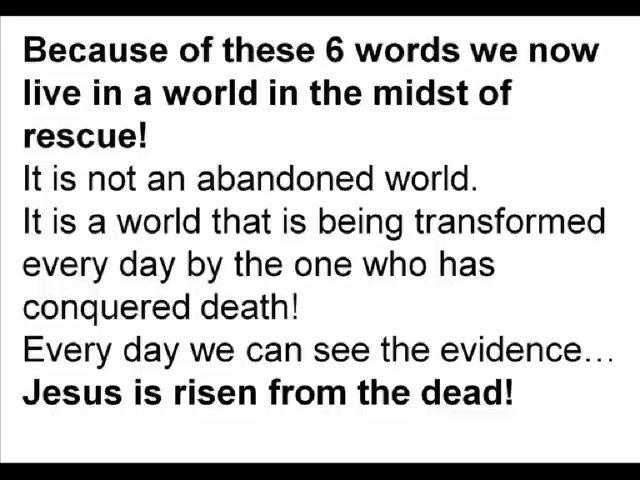 Because of these 6 words we now
live in a world in the midst of
rescue!
It is not an abandoned world.
It is a world that is being transformed
every day by the one who has
conquered death!
Every day we can see the evidence…
Jesus is risen from the dead!